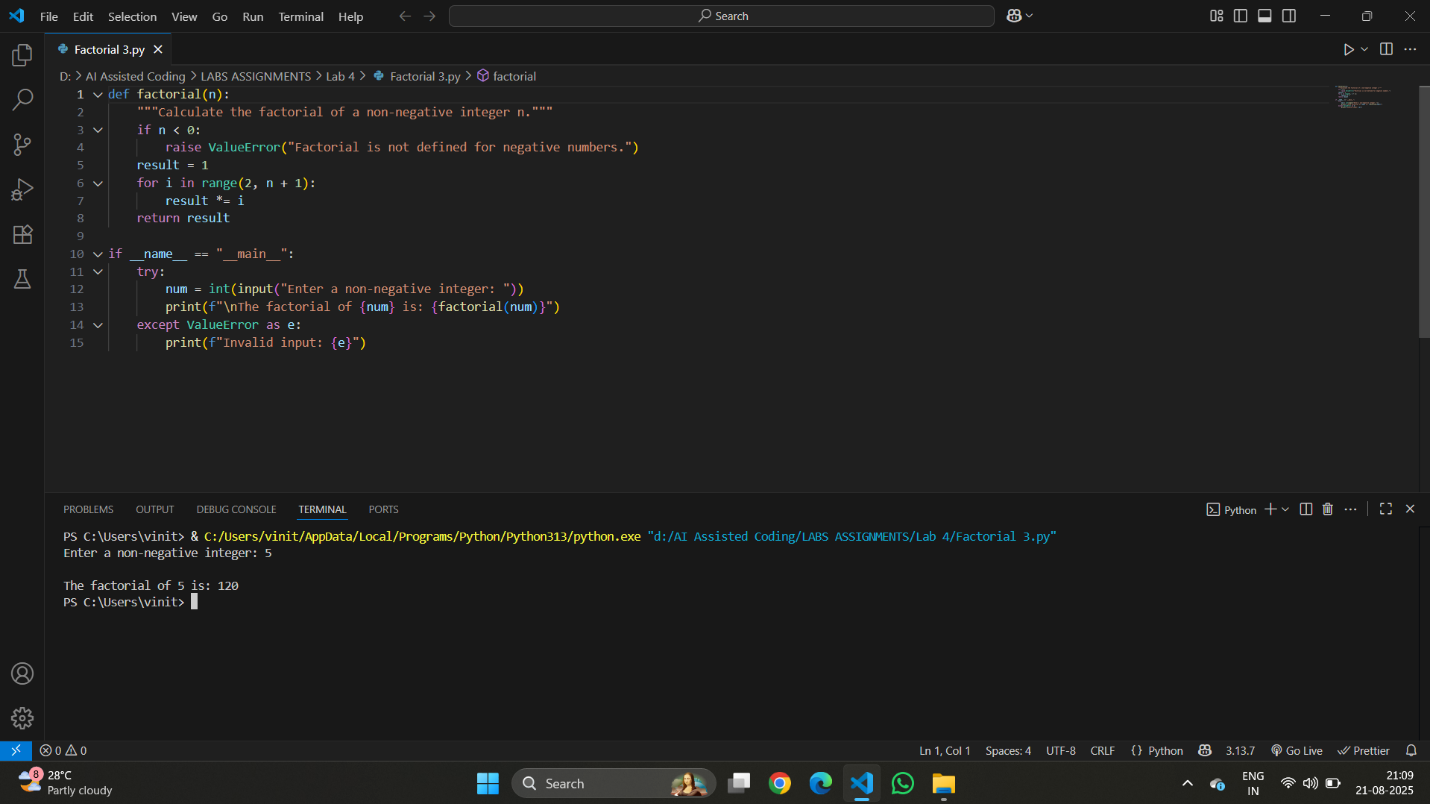 File Edit Selection View Go Run Terminal Help
Search
Factorial 3.py
D: > AI Assisted Coding > LABS ASSIGNMENTS > Lab 4 > Factorial 3.py > factorial
1 def factorial(n):
2     """Calculate the factorial of a non-negative integer n."""
3     if n < 0:
4         raise ValueError("Factorial is not defined for negative numbers.")
5     result = 1
6     for i in range(2, n + 1):
7         result *= i
8     return result
9
10 if __name__ == "__main__":
11     try:
12         num = int(input("Enter a non-negative integer: "))
13         print(f"\nThe factorial of {num} is: {factorial(num)}")
14     except ValueError as e:
15         print(f"Invalid input: {e}")
PROBLEMS OUTPUT DEBUG CONSOLE TERMINAL PORTS
Python
PS C:\Users\vinit> & C:/Users/vinit/AppData/Local/Programs/Python/Python313/python.exe "d:/AI Assisted Coding/LABS ASSIGNMENTS/Lab 4/Factorial 3.py"
Enter a non-negative integer: 5

The factorial of 5 is: 120
PS C:\Users\vinit>
0 0 Ln 1, Col 1 Spaces: 4 UTF-8 CRLF {} Python 3.13.7 Go Live Prettier
8 28°C
Partly cloudy
Search
ENG
IN
21:09
21-08-2025